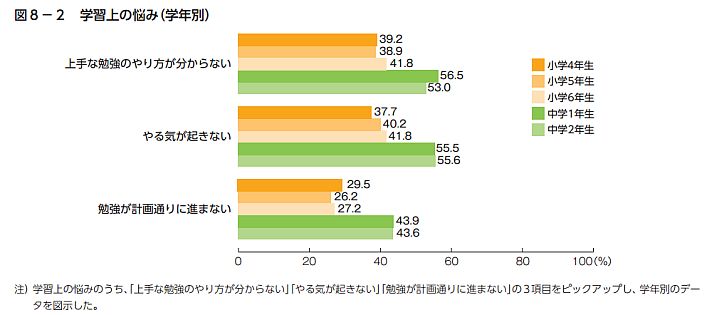 図8－2　学習上の悩み（学年別）
上手な勉強のやり方が分からない
39.2
38.9
41.8
56.5
53.0
やる気が起きない
37.7
40.2
41.8
55.5
55.6
勉強が計画通りに進まない
29.5
26.2
27.2
43.9
43.6
0 20 40 60 80 100(%)
小学4年生
小学5年生
小学6年生
中学1年生
中学2年生
注）学習上の悩みのうち、「上手な勉強のやり方が分からない」「やる気が起きない」「勉強が計画通りに進まない」の３項目をピックアップし、学年別のデー
タを図示した。